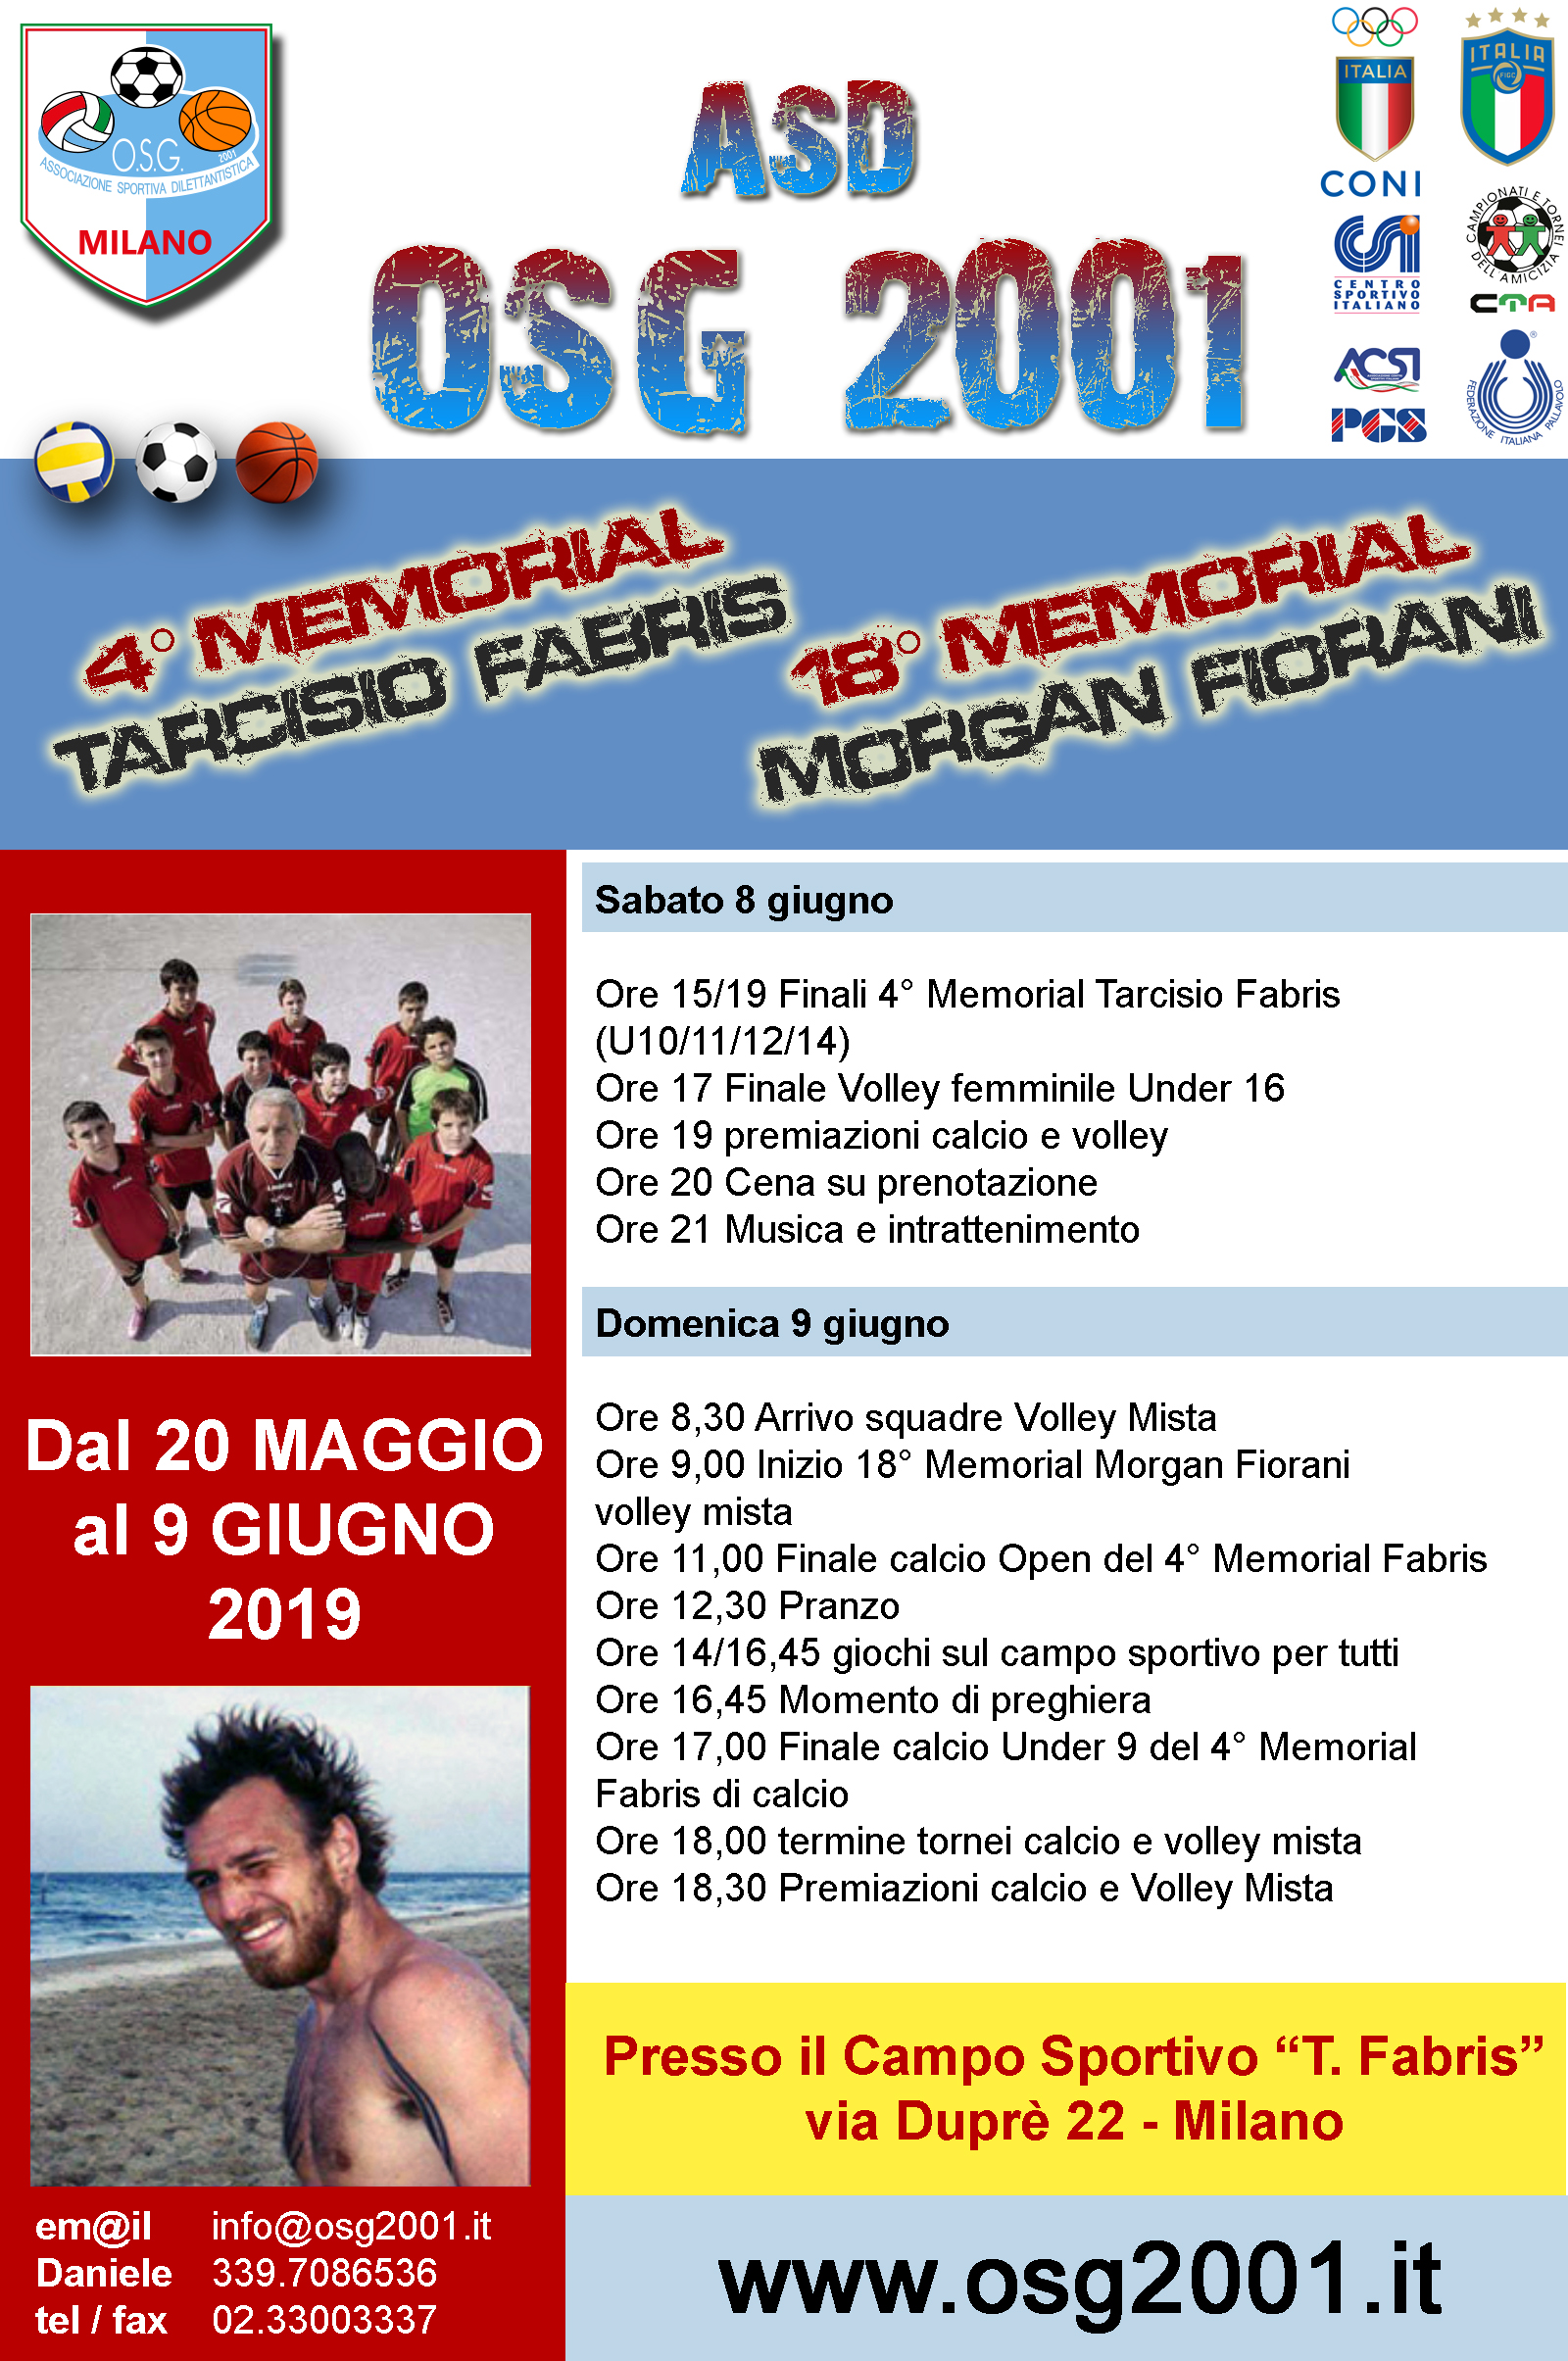 O.S.G.
2001
ASSOCIAZIONE SPORTIVA DILETTANTISTICA
MILANO
ASD
OSG 2001
ITALIA
CONI
ITALIA
FIGC
CSI
CENTRO
SPORTIVO
ITALIANO
CAMPIONATI E TORNEI
DELL'AMICIZIA
CTA
ACSI
PGS
FEDERAZIONE ITALIANA PALLAVOLO
®
4° MEMORIAL
TARCISIO FABRIS
18° MEMORIAL
MORGAN FIORANI
Sabato 8 giugno
Ore 15/19 Finali 4° Memorial Tarcisio Fabris
(U10/11/12/14)
Ore 17 Finale Volley femminile Under 16
Ore 19 premiazioni calcio e volley
Ore 20 Cena su prenotazione
Ore 21 Musica e intrattenimento
Domenica 9 giugno
Ore 8,30 Arrivo squadre Volley Mista
Ore 9,00 Inizio 18° Memorial Morgan Fiorani
volley mista
Ore 11,00 Finale calcio Open del 4° Memorial Fabris
Ore 12,30 Pranzo
Ore 14/16,45 giochi sul campo sportivo per tutti
Ore 16,45 Momento di preghiera
Ore 17,00 Finale calcio Under 9 del 4° Memorial
Fabris di calcio
Ore 18,00 termine tornei calcio e volley mista
Ore 18,30 Premiazioni calcio e Volley Mista
Dal 20 MAGGIO
al 9 GIUGNO
2019
em@il info@osg2001.it
Daniele 339.7086536
tel / fax 02.33003337
Presso il Campo Sportivo “T. Fabris”
via Duprè 22 - Milano
www.osg2001.it